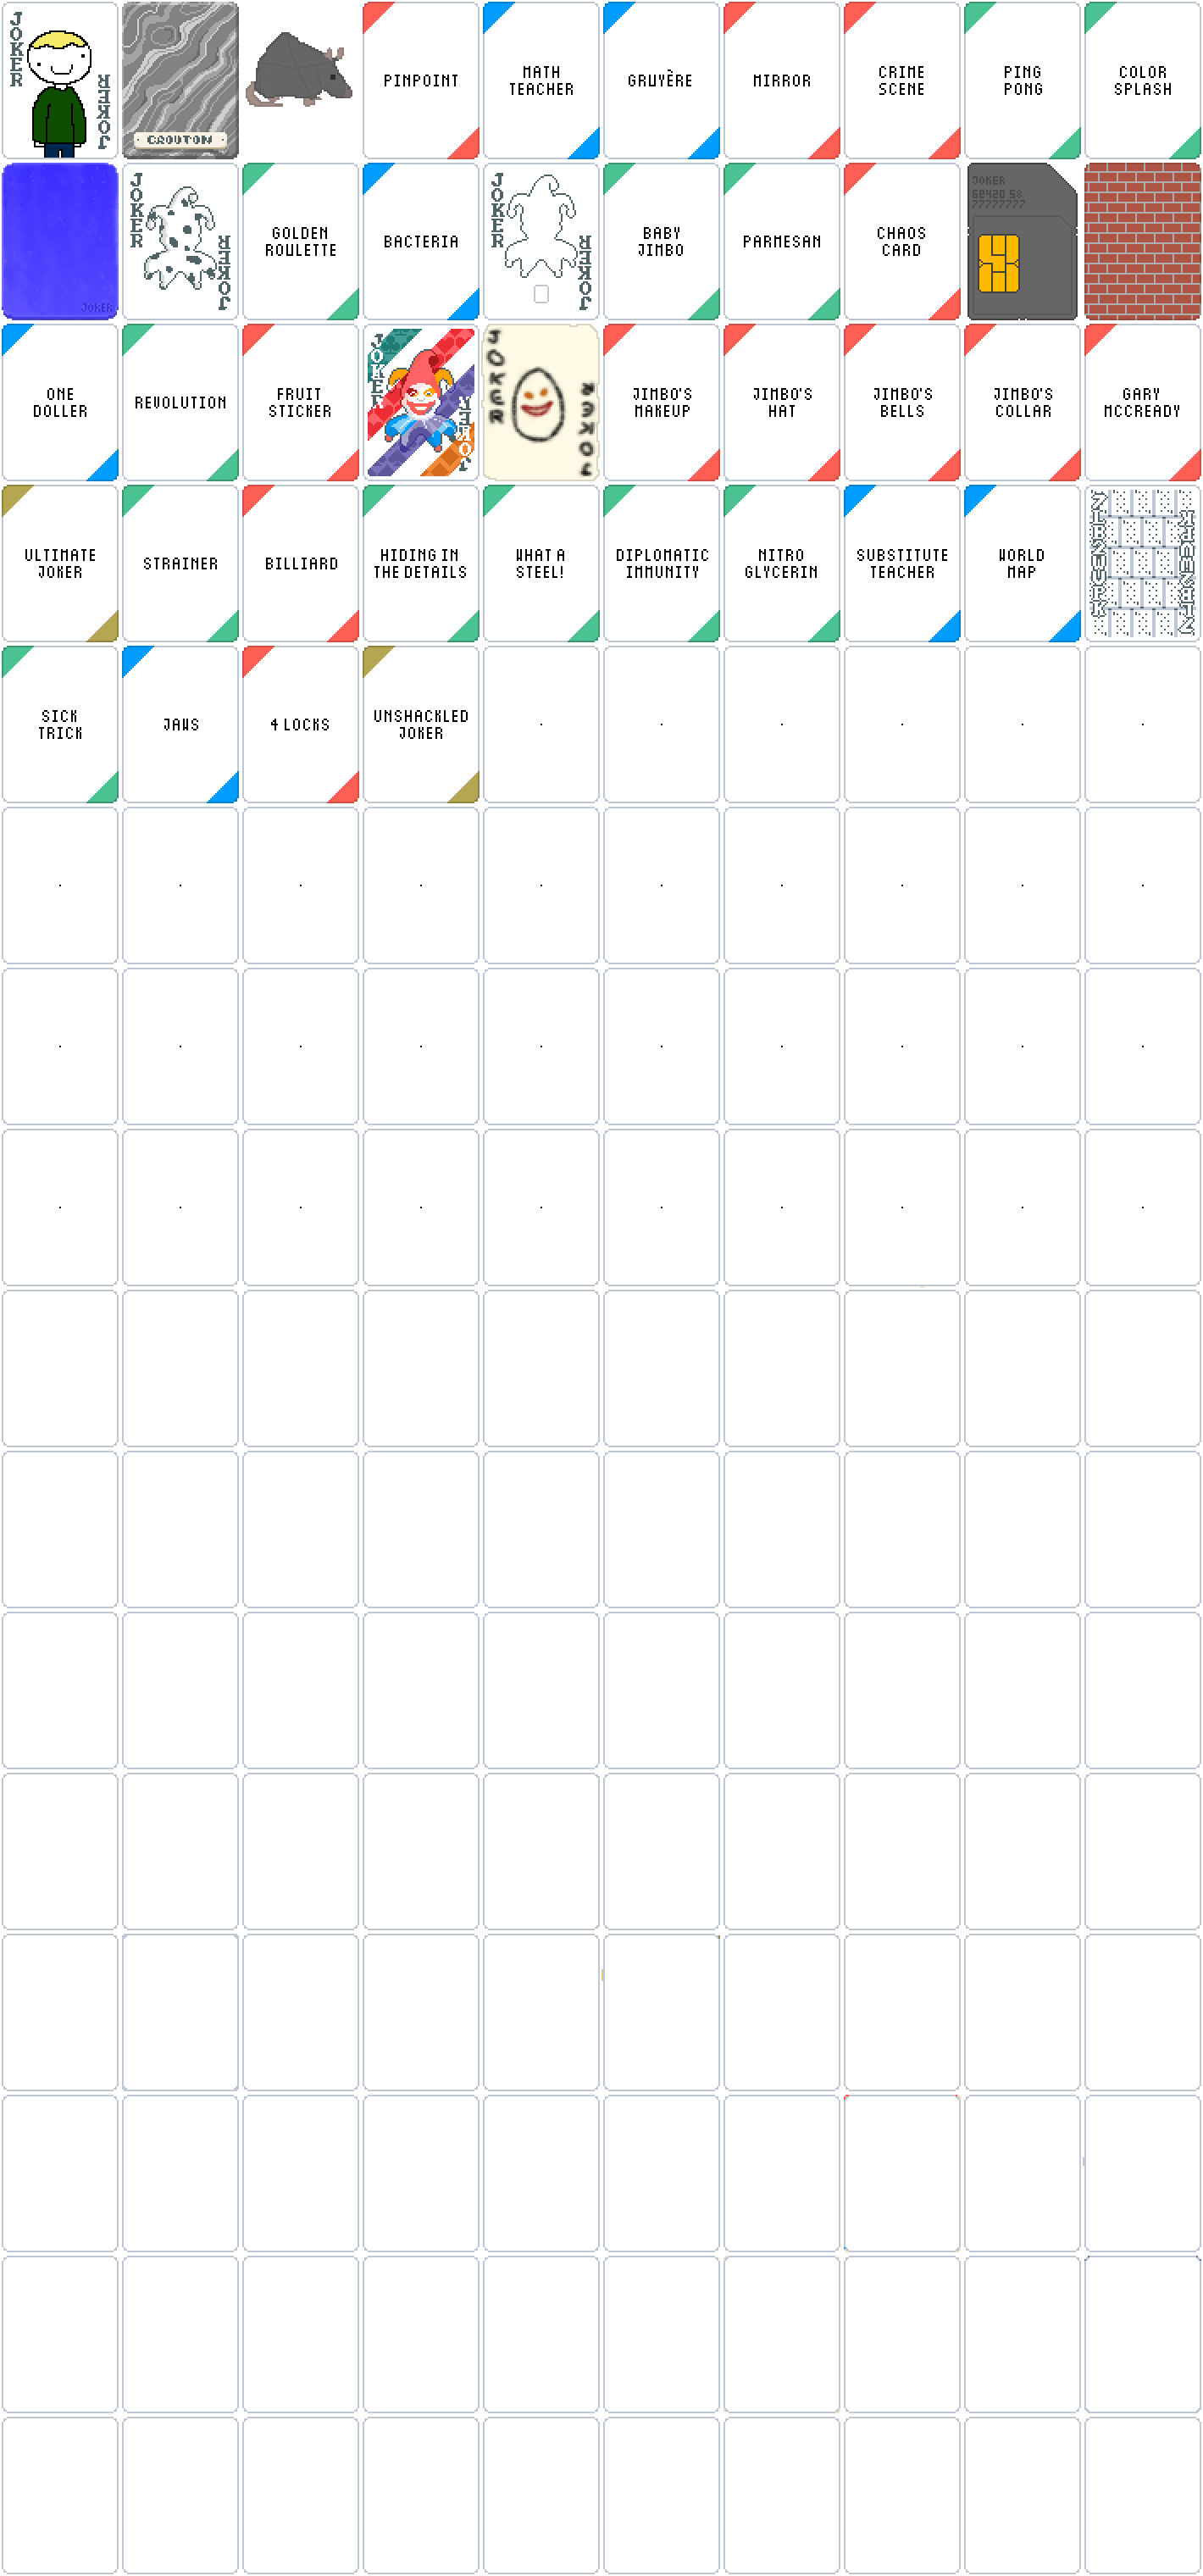 JOKER
JOKER
CROUTON
PINPOINT
MATH
TEACHER
GRUYÈRE
MIRROR
CRIME
SCENE
PING
PONG
COLOR
SPLASH
JOKER
JOKER
JOKER
GOLDEN
ROULETTE
BACTERIA
JOKER
JOKER
BABY
JIMBO
PARMESAN
CHAOS
CARD
JOKER
62420 58
77777777
ONE
DOLLER
REVOLUTION
FRUIT
STICKER
JOKER
JOKER
JOKER
JOKER
JIMBO'S
MAKEUP
JIMBO'S
HAT
JIMBO'S
BELLS
JIMBO'S
COLLAR
GARY
MCCREADY
ULTIMATE
JOKER
STRAINER
BILLIARD
HIDING IN
THE DETAILS
WHAT A
STEEL!
DIPLOMATIC
IMMUNITY
NITRO
GLYCERIN
SUBSTITUTE
TEACHER
WORLD
MAP
SICK
TRICK
JAWS
4 LOCKS
UNSHACKLED
JOKER